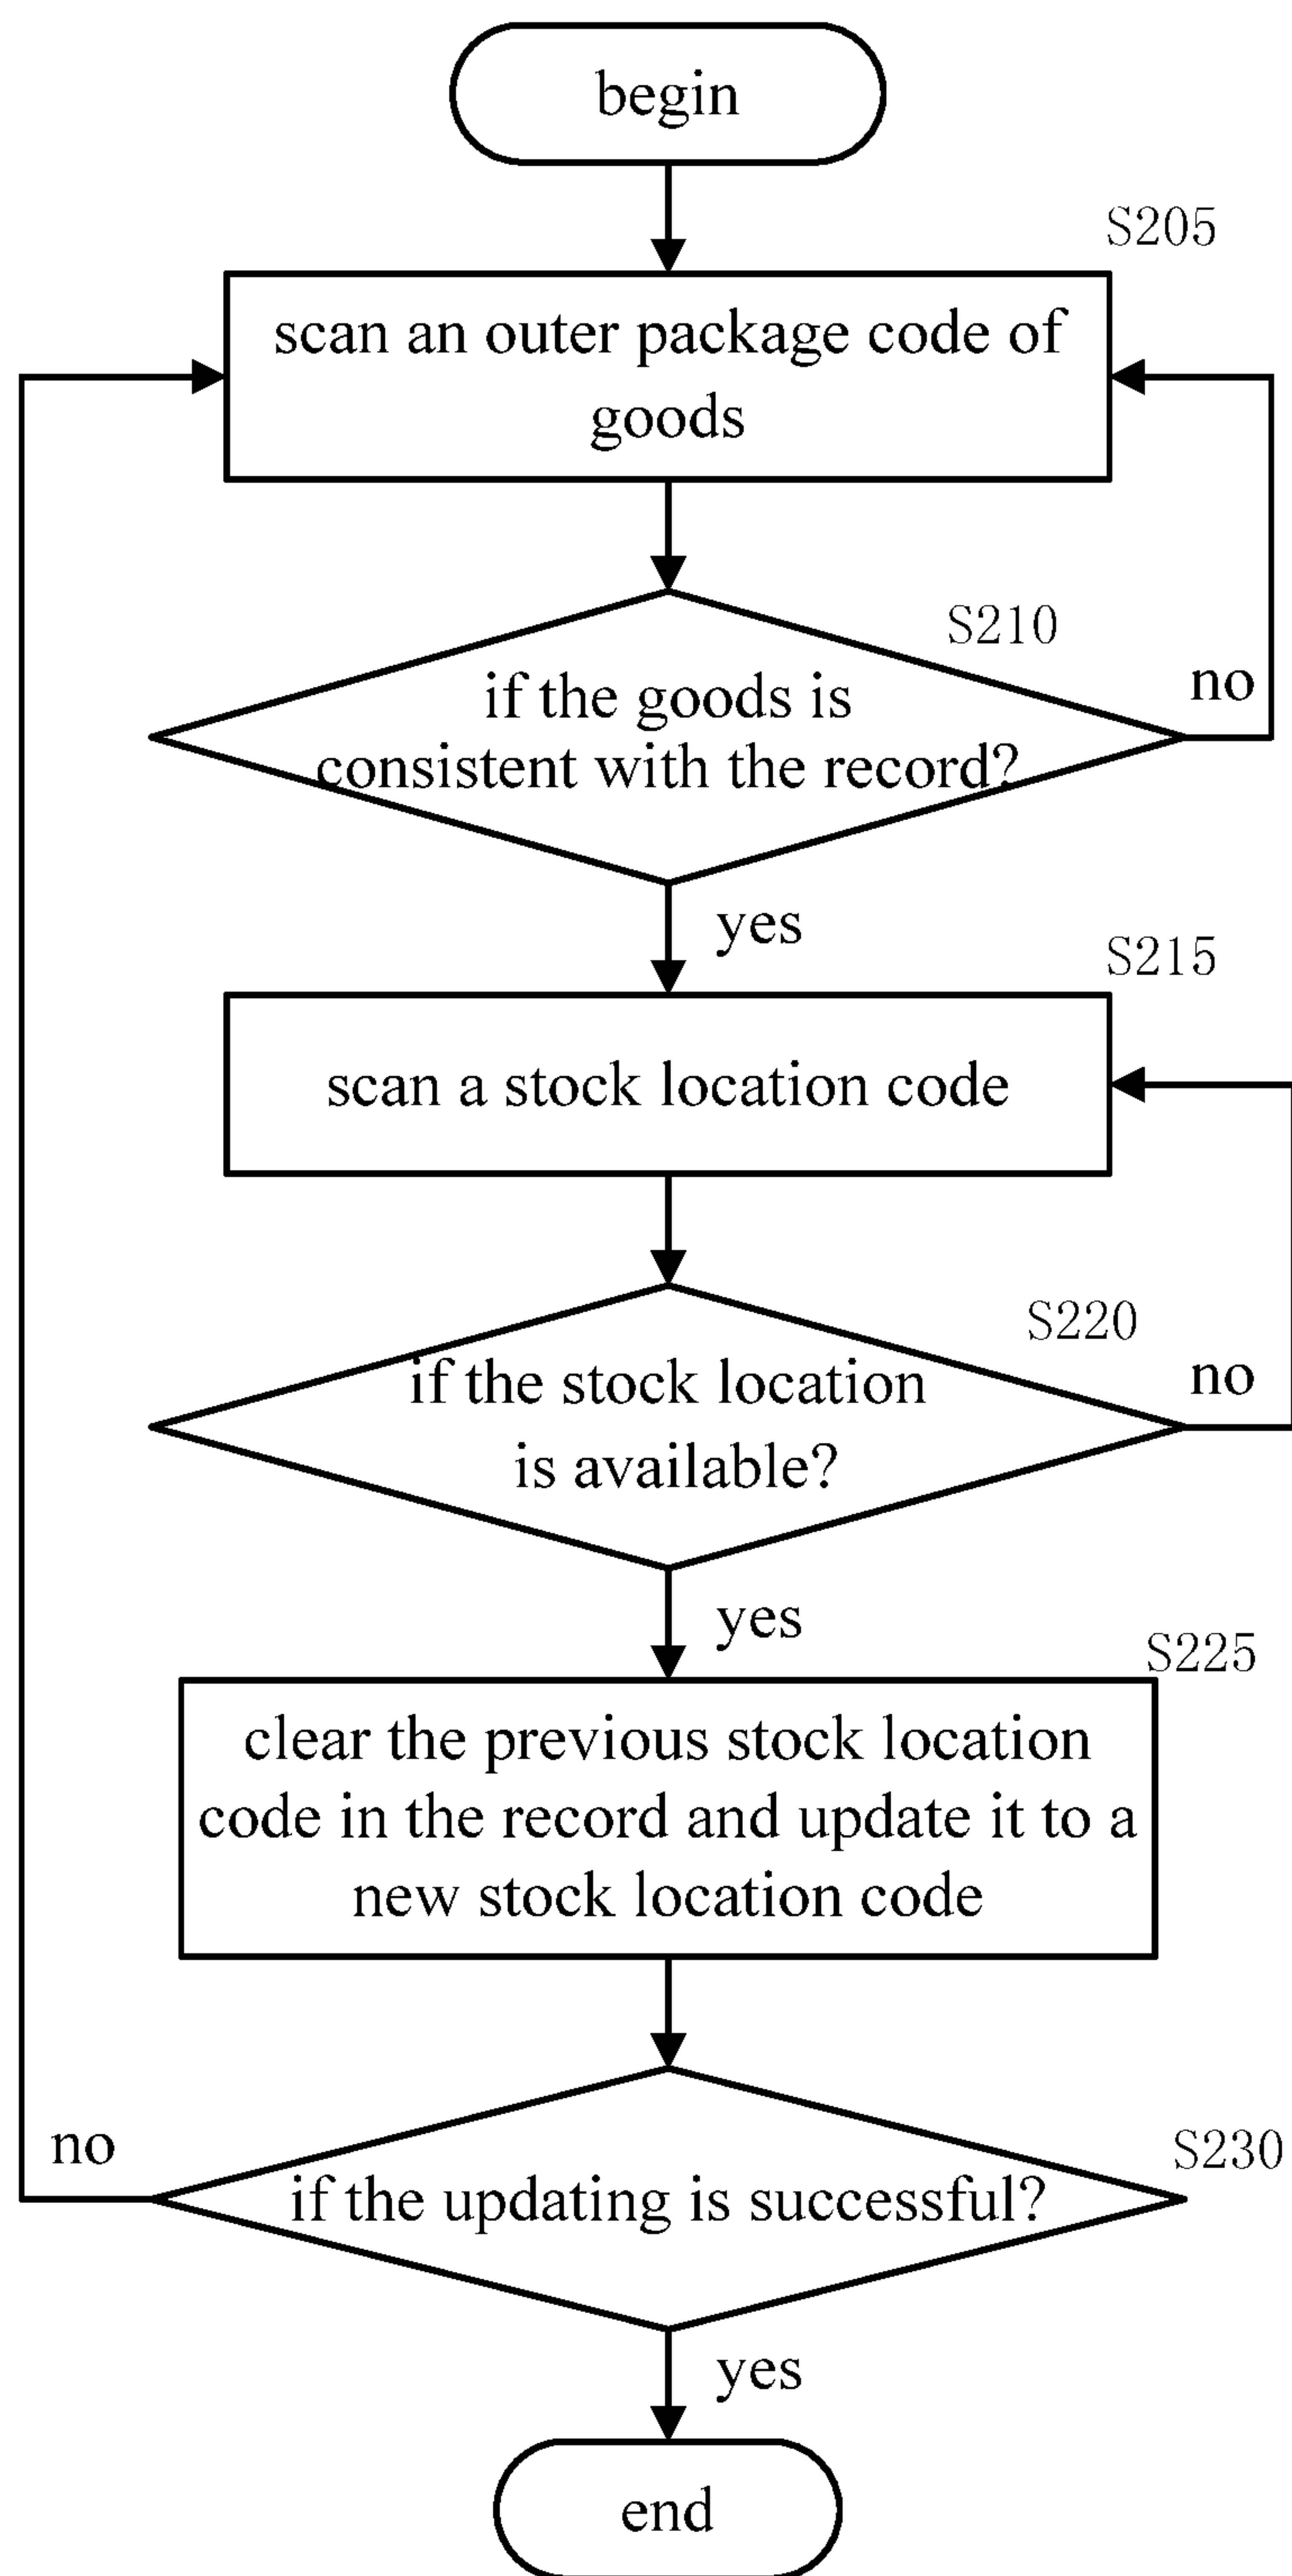 begin
S205
scan an outer package code of
goods
S210
if the goods is
no
consistent with the record?
yes
S215
scan a stock location code
S220
if the stock location
no
is available?
yes
S225
clear the previous stock location
code in the record and update it to a
new stock location code
no
S230
if the updating is successful?
yes
end